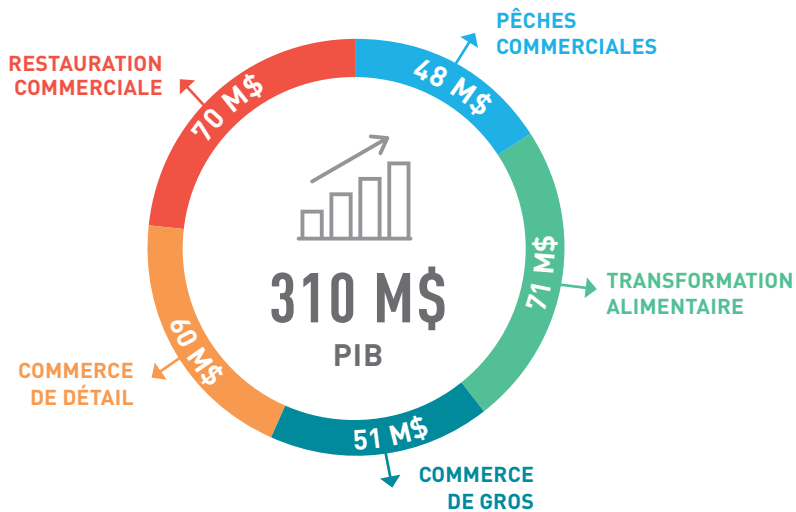 PÊCHES
COMMERCIALES
48 M$
RESTAURATION
COMMERCIALE
70 M$
TRANSFORMATION
ALIMENTAIRE
71 M$
310 M$
PIB
COMMERCE
DE DÉTAIL
60 M$
51 M$
COMMERCE
DE GROS